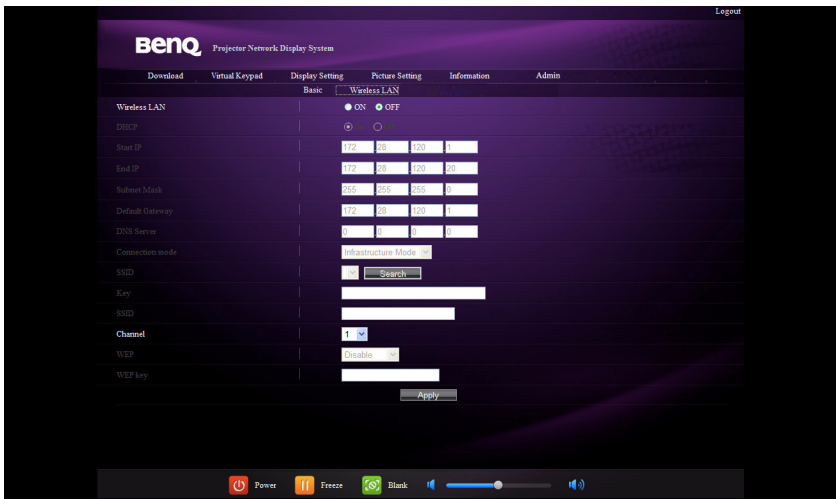 Logout
BenQ Projector Network Display System
Download Virtual Keypad Display Setting Picture Setting Information Admin
Basic Wireless LAN
Wireless LAN ON OFF
DHCP
Start IP 172 .28 .120 .1
End IP 172 .28 .120 .20
Subnet Mask 255 .255 .255 .0
Default Gateway 172 .28 .120 .1
DNS Server 0 .0 .0 .0
Connection mode Infrastructure Mode
SSID Search
Key
SSID
Channel 1
WEP Disable
WEP key
Apply
Power Freeze Blank